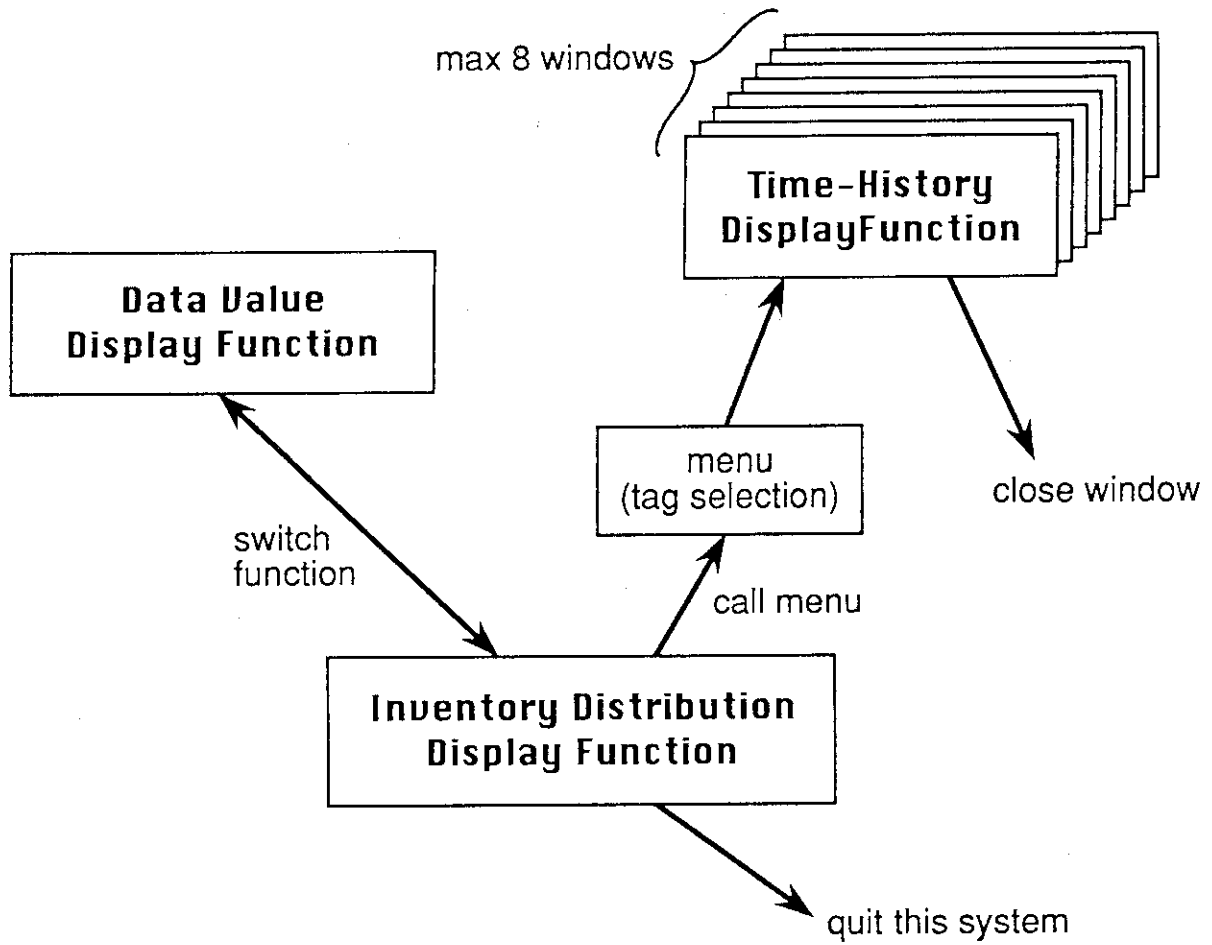 max 8 windows
Time-History
DisplayFunction
Data Value
Display Function
menu
(tag selection)
close window
switch
function
call menu
Inventory Distribution
Display Function
quit this system